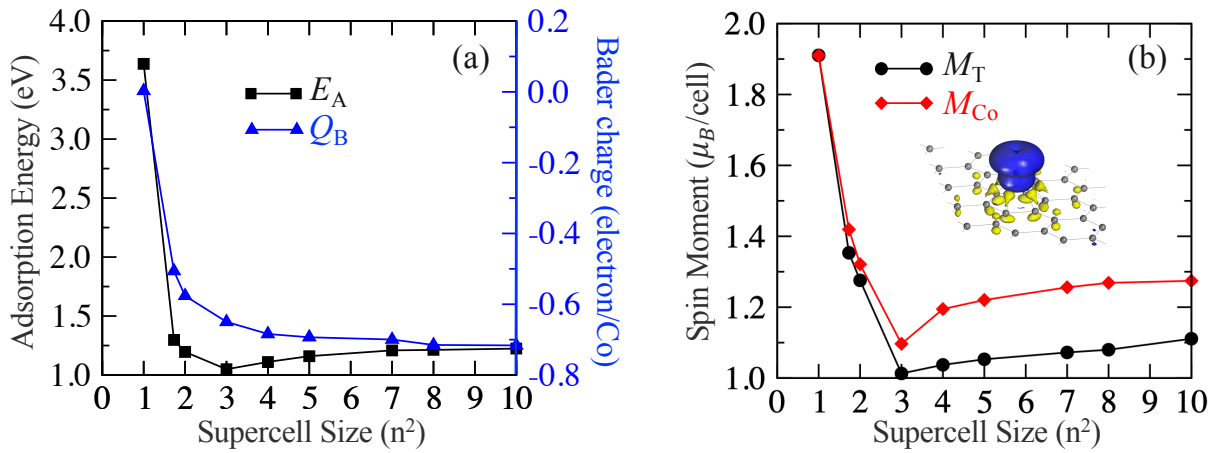 4.0
3.5
3.0
2.5
2.0
1.5
1.0
Adsorption Energy (eV)
(a)
E_A
Q_B
0.2
0.0
-0.2
-0.4
-0.6
-0.8
Bader charge (electron/Co)
0 1 2 3 4 5 6 7 8 9 10
Supercell Size (n²)
2.0
1.8
1.6
1.4
1.2
1.0
Spin Moment (μ_B/cell)
(b)
M_T
M_Co
0 1 2 3 4 5 6 7 8 9 10
Supercell Size (n²)